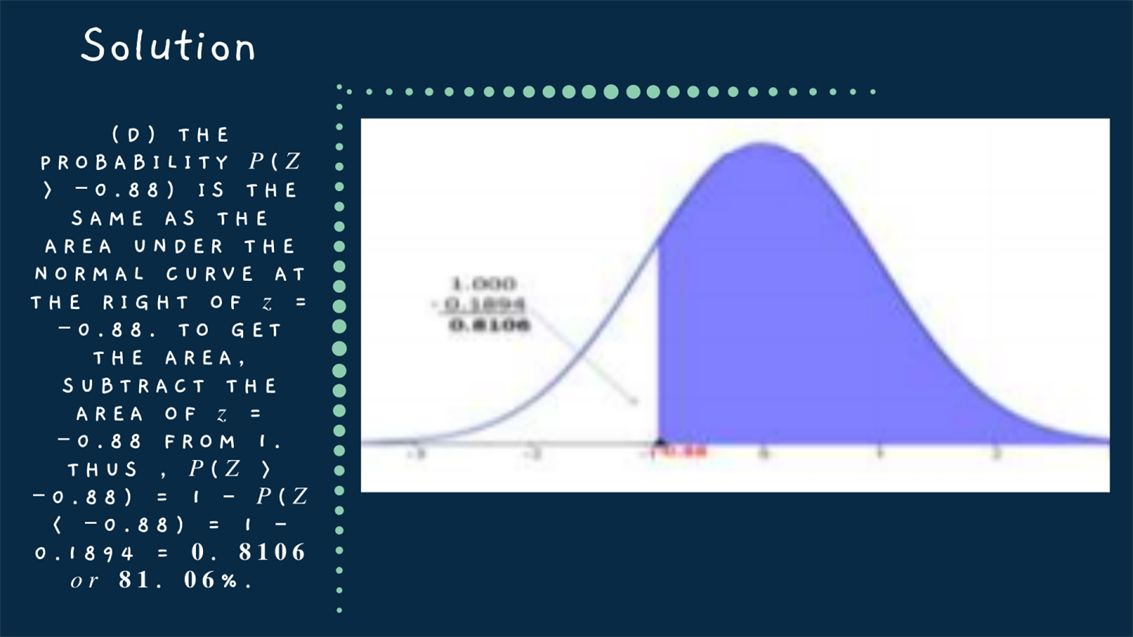 Solution
(D) THE
PROBABILITY P(Z
> −0.88) IS THE
SAME AS THE
AREA UNDER THE
NORMAL CURVE AT
THE RIGHT OF z =
−0.88. TO GET
THE AREA,
SUBTRACT THE
AREA OF z =
−0.88 FROM 1.
THUS , P(Z >
−0.88) = 1 − P(Z
< −0.88) = 1 −
0.1894 = 0. 8106
or 81. 06%.
1.000
- 0.1894
0.8106
-3 -2 -0.88 0 1 2